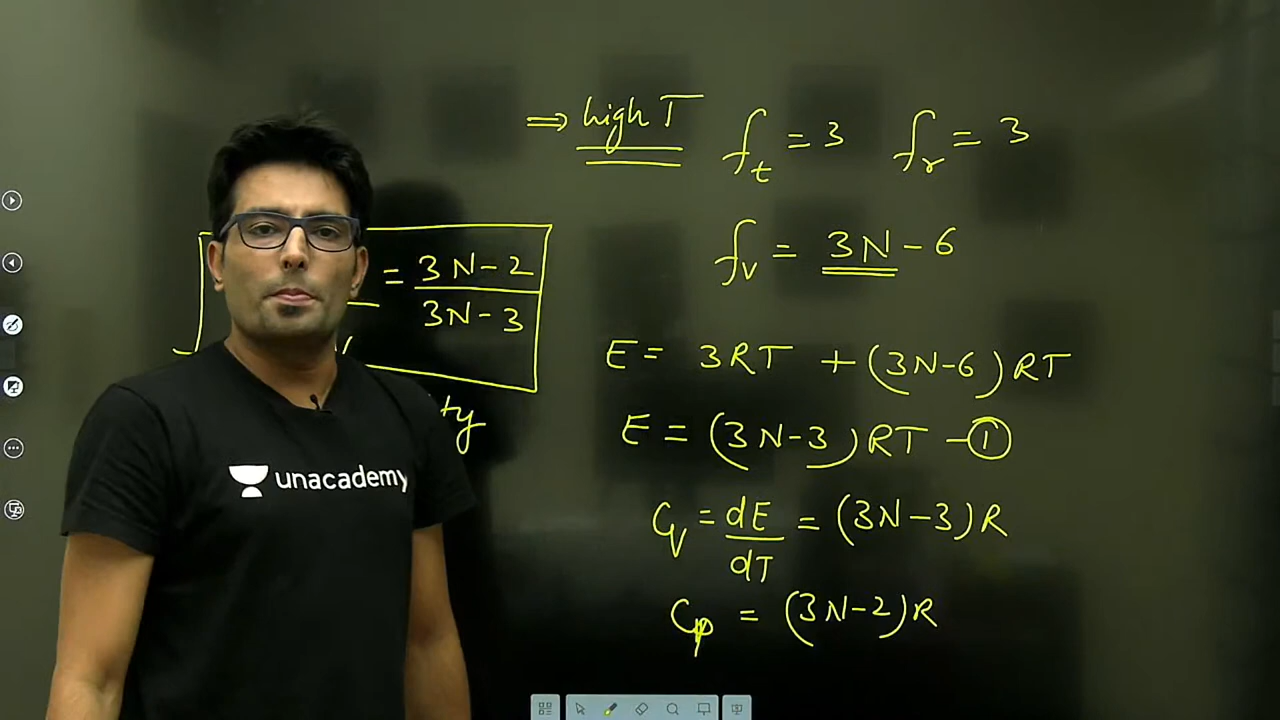 ⇒ high T f_t = 3 f_r = 3
f_v = 3N - 6
= 3N-2
3N-3
E = 3RT + (3N-6)RT
E = (3N-3)RT - ①
ty
C_v = dE = (3N-3)R
dT
C_p = (3N-2)R
unacademy